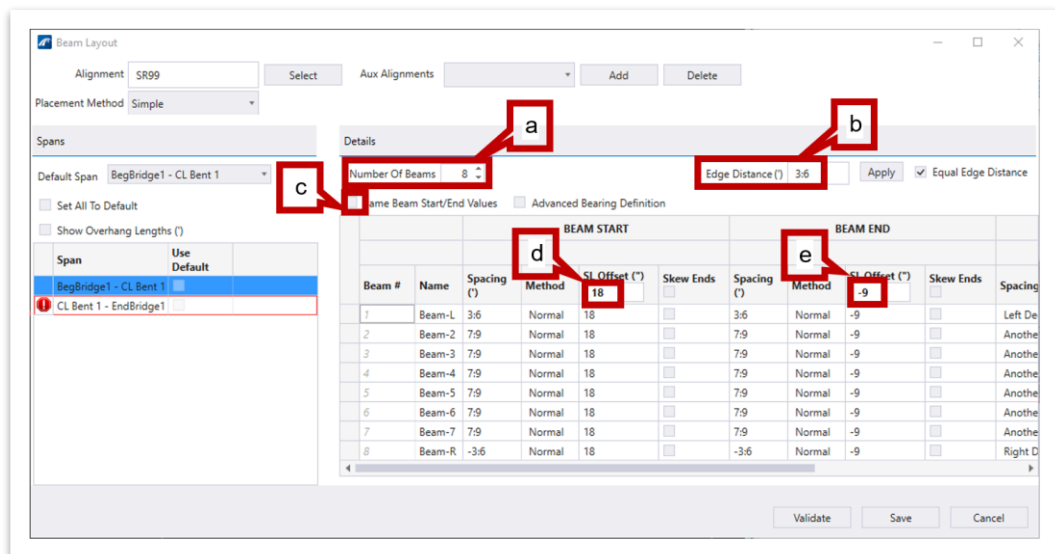 Beam Layout
Alignment SR99 Select Aux Alignments Add Delete
Placement Method Simple
a
b
Spans Details
Default Span BegBridge1 - CL Bent 1 Number Of Beams 8 Edge Distance (') 3:6 Apply Equal Edge Distance
c
Set All To Default Same Beam Start/End Values Advanced Bearing Definition
Show Overhang Lengths (')
BEAM START BEAM END
d
e
Span Use Default
Beam # Name Spacing (') Method SL Offset (") 18 Skew Ends Spacing (') Method SL Offset (") -9 Skew Ends Spacing
BegBridge1 - CL Bent 1
CL Bent 1 - EndBridge1
1 Beam-L 3:6 Normal 18 3:6 Normal -9 Left De
2 Beam-2 7:9 Normal 18 7:9 Normal -9 Anothe
3 Beam-3 7:9 Normal 18 7:9 Normal -9 Anothe
4 Beam-4 7:9 Normal 18 7:9 Normal -9 Anothe
5 Beam-5 7:9 Normal 18 7:9 Normal -9 Anothe
6 Beam-6 7:9 Normal 18 7:9 Normal -9 Anothe
7 Beam-7 7:9 Normal 18 7:9 Normal -9 Anothe
8 Beam-R -3:6 Normal 18 -3:6 Normal -9 Right D
Validate Save Cancel